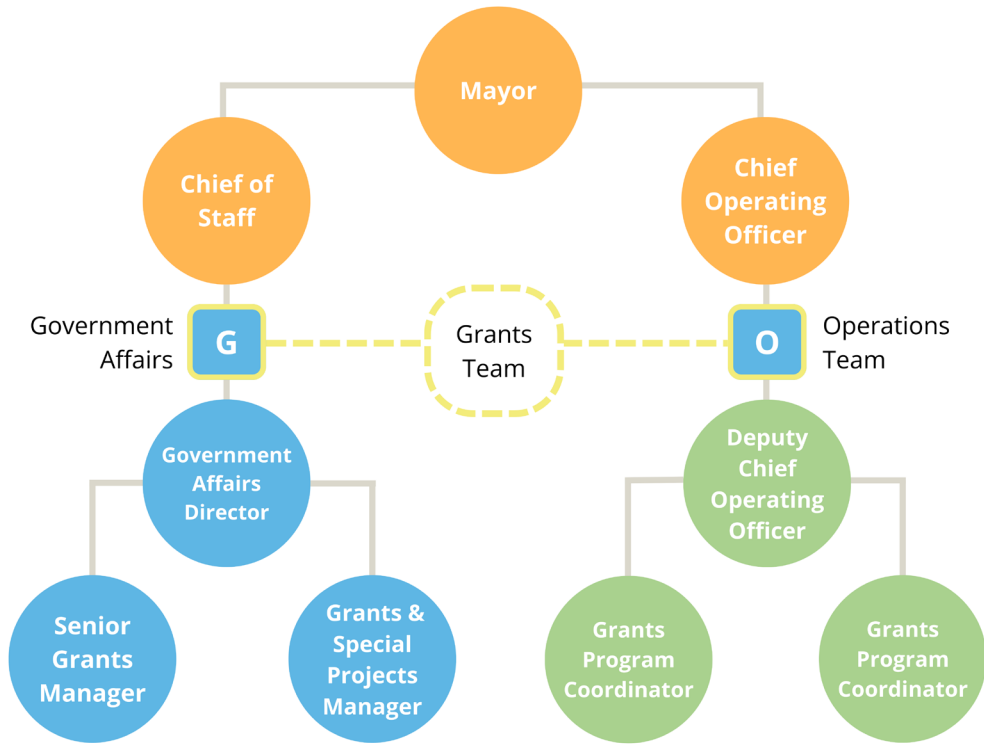 Mayor
Chief of
Staff
Chief
Operating
Officer
Government
Affairs
G
Grants
Team
O
Operations
Team
Government
Affairs
Director
Deputy
Chief
Operating
Officer
Senior
Grants
Manager
Grants &
Special
Projects
Manager
Grants
Program
Coordinator
Grants
Program
Coordinator